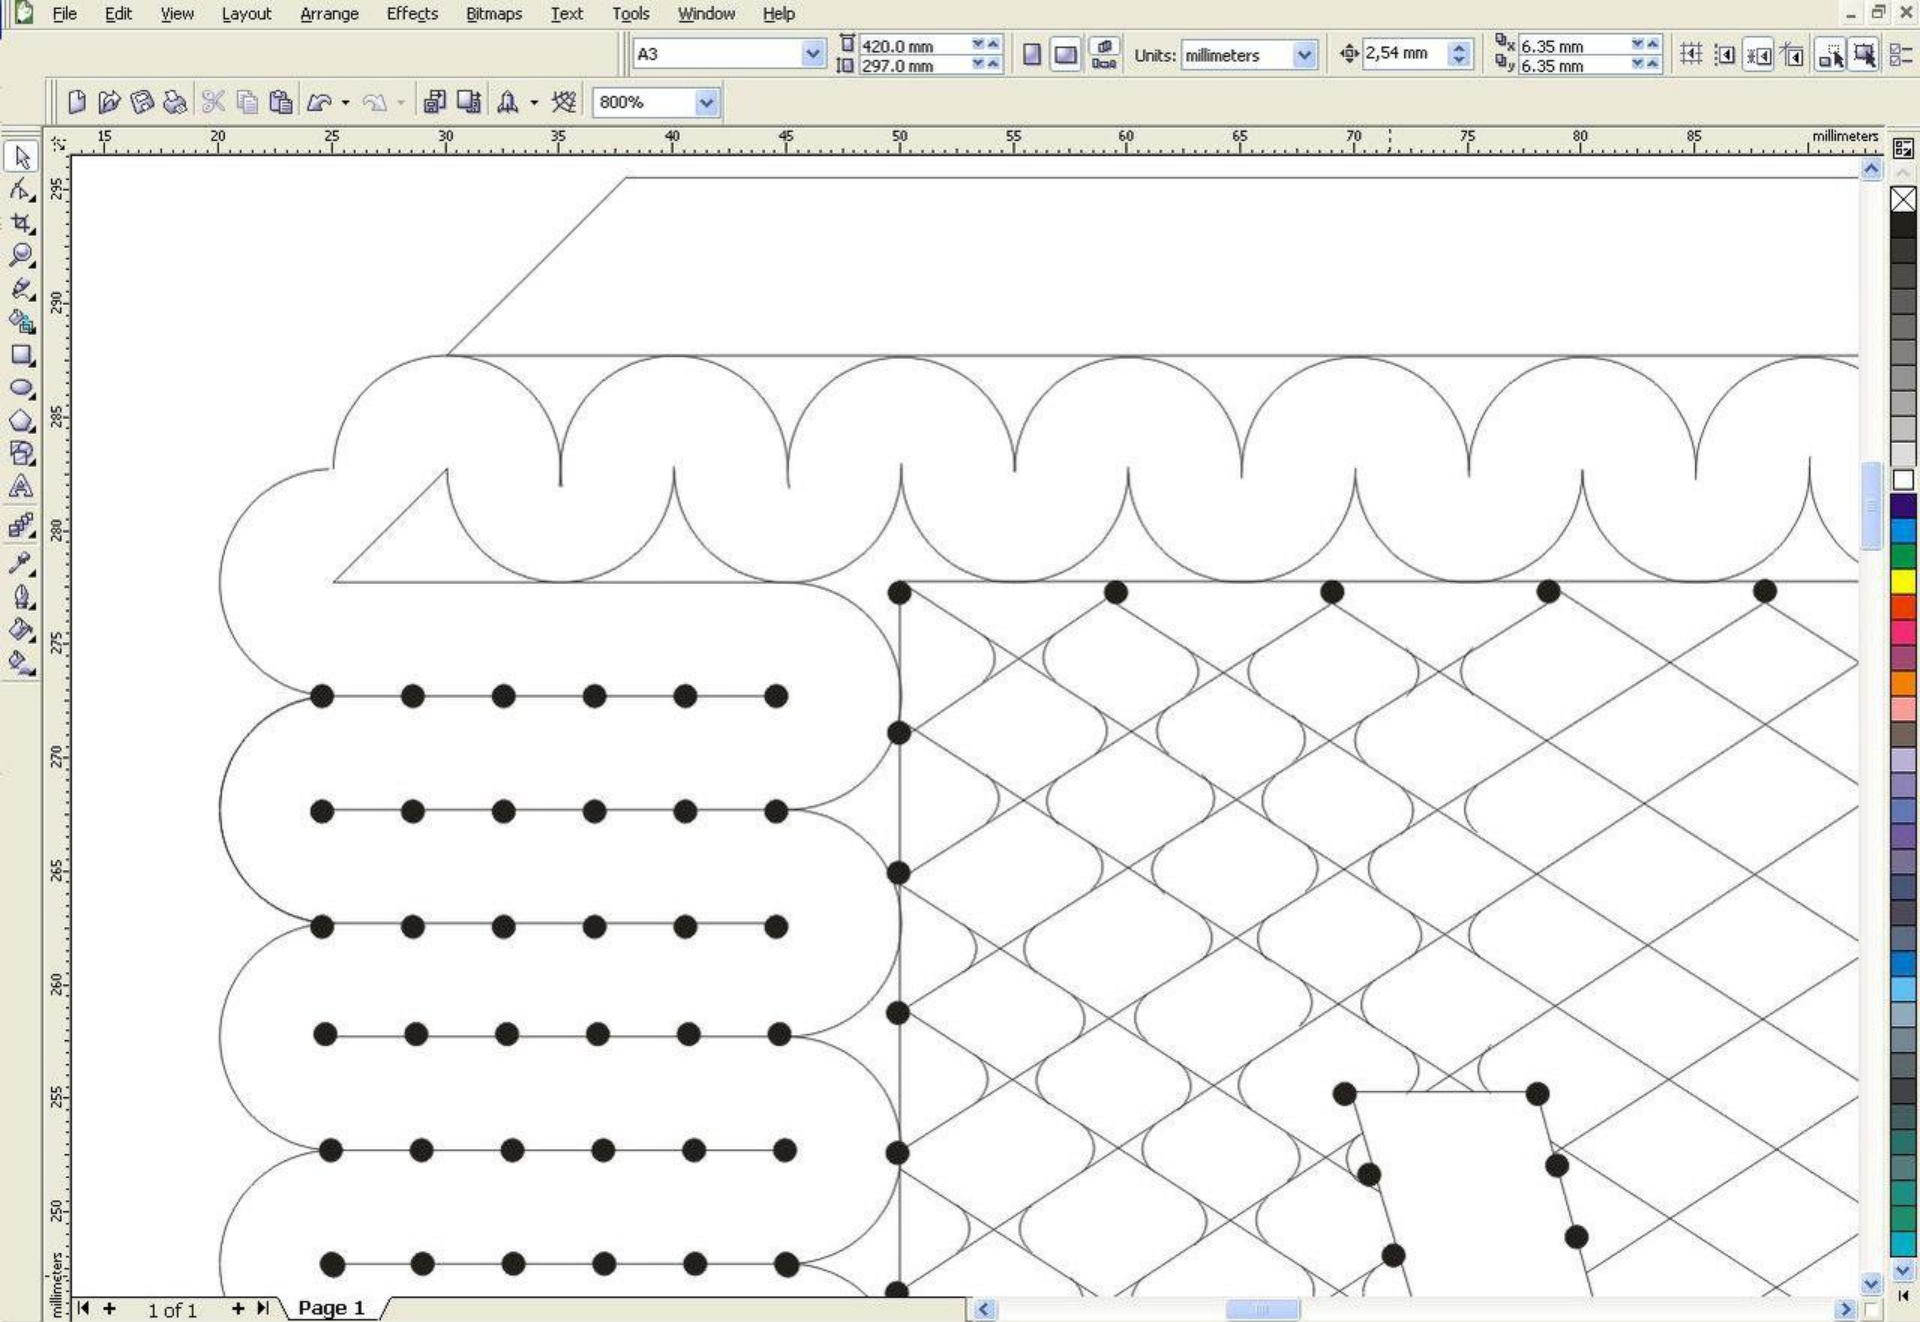 File Edit View Layout Arrange Effects Bitmaps Text Tools Window Help
A3 420.0 mm 297.0 mm Units: millimeters 2,54 mm 6.35 mm 6.35 mm
800%
15 20 25 30 35 40 45 50 55 60 65 70 75 80 85 millimeters
295
290
285
280
275
270
265
260
255
250
millimeters
1 of 1 Page 1